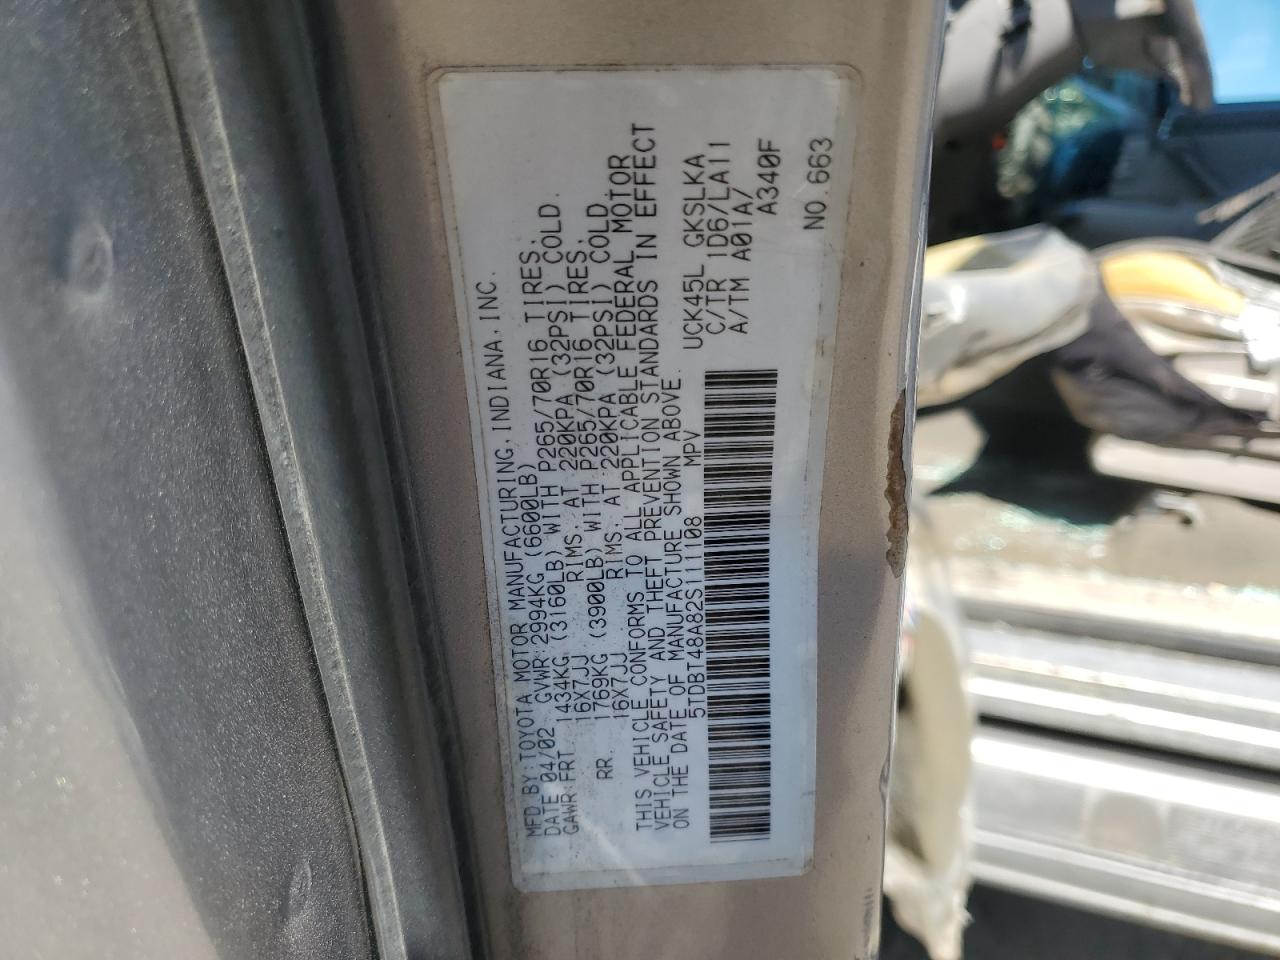 MFD.BY:TOYOTA MOTOR MANUFACTURING,INDIANA,INC.
DATE 04/02 GVWR:2994KG(6600LB)
GAWR:FRT. 1434KG (3160LB) WITH P265/70R16 TIRES.
16X7JJ RIMS AT 220KPA (32PSI) COLD.
RR. 1769KG (3900LB) WITH P265/70R16 TIRES.
16X7JJ RIMS AT 220KPA (32PSI) COLD.
THIS VEHICLE CONFORMS TO ALL APPLICABLE FEDERAL MOTOR
VEHICLE SAFETY AND THEFT PREVENTION STANDARDS IN EFFECT
ON THE DATE OF MANUFACTURE SHOWN ABOVE.
5TDBT48A82S111108 MPV
UCK45L GKSLKA
C/TR 1D6/LA11
A/TM A01A/
A340F
NO.663